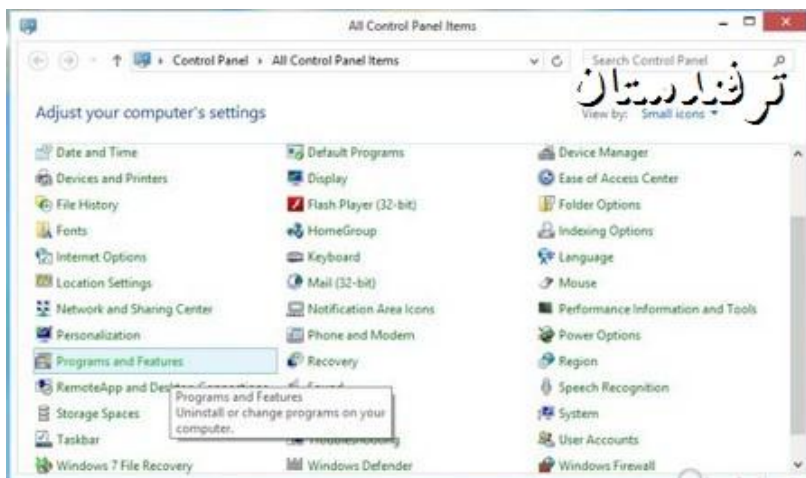 All Control Panel Items
Control Panel All Control Panel Items
Search Control Panel
ترفندستان
Adjust your computer's settings
View by: Small icons
Date and Time Default Programs Device Manager
Devices and Printers Display Ease of Access Center
File History Flash Player (32-bit) Folder Options
Fonts HomeGroup Indexing Options
Internet Options Keyboard Language
Location Settings Mail (32-bit) Mouse
Network and Sharing Center Notification Area Icons Performance Information and Tools
Personalization Phone and Modem Power Options
Programs and Features Recovery Region
RemoteApp and Desktop Connections Sound Speech Recognition
Programs and Features
Storage Spaces Uninstall or change programs on your System
computer.
Taskbar Troubleshooting User Accounts
Windows 7 File Recovery Windows Defender Windows Firewall